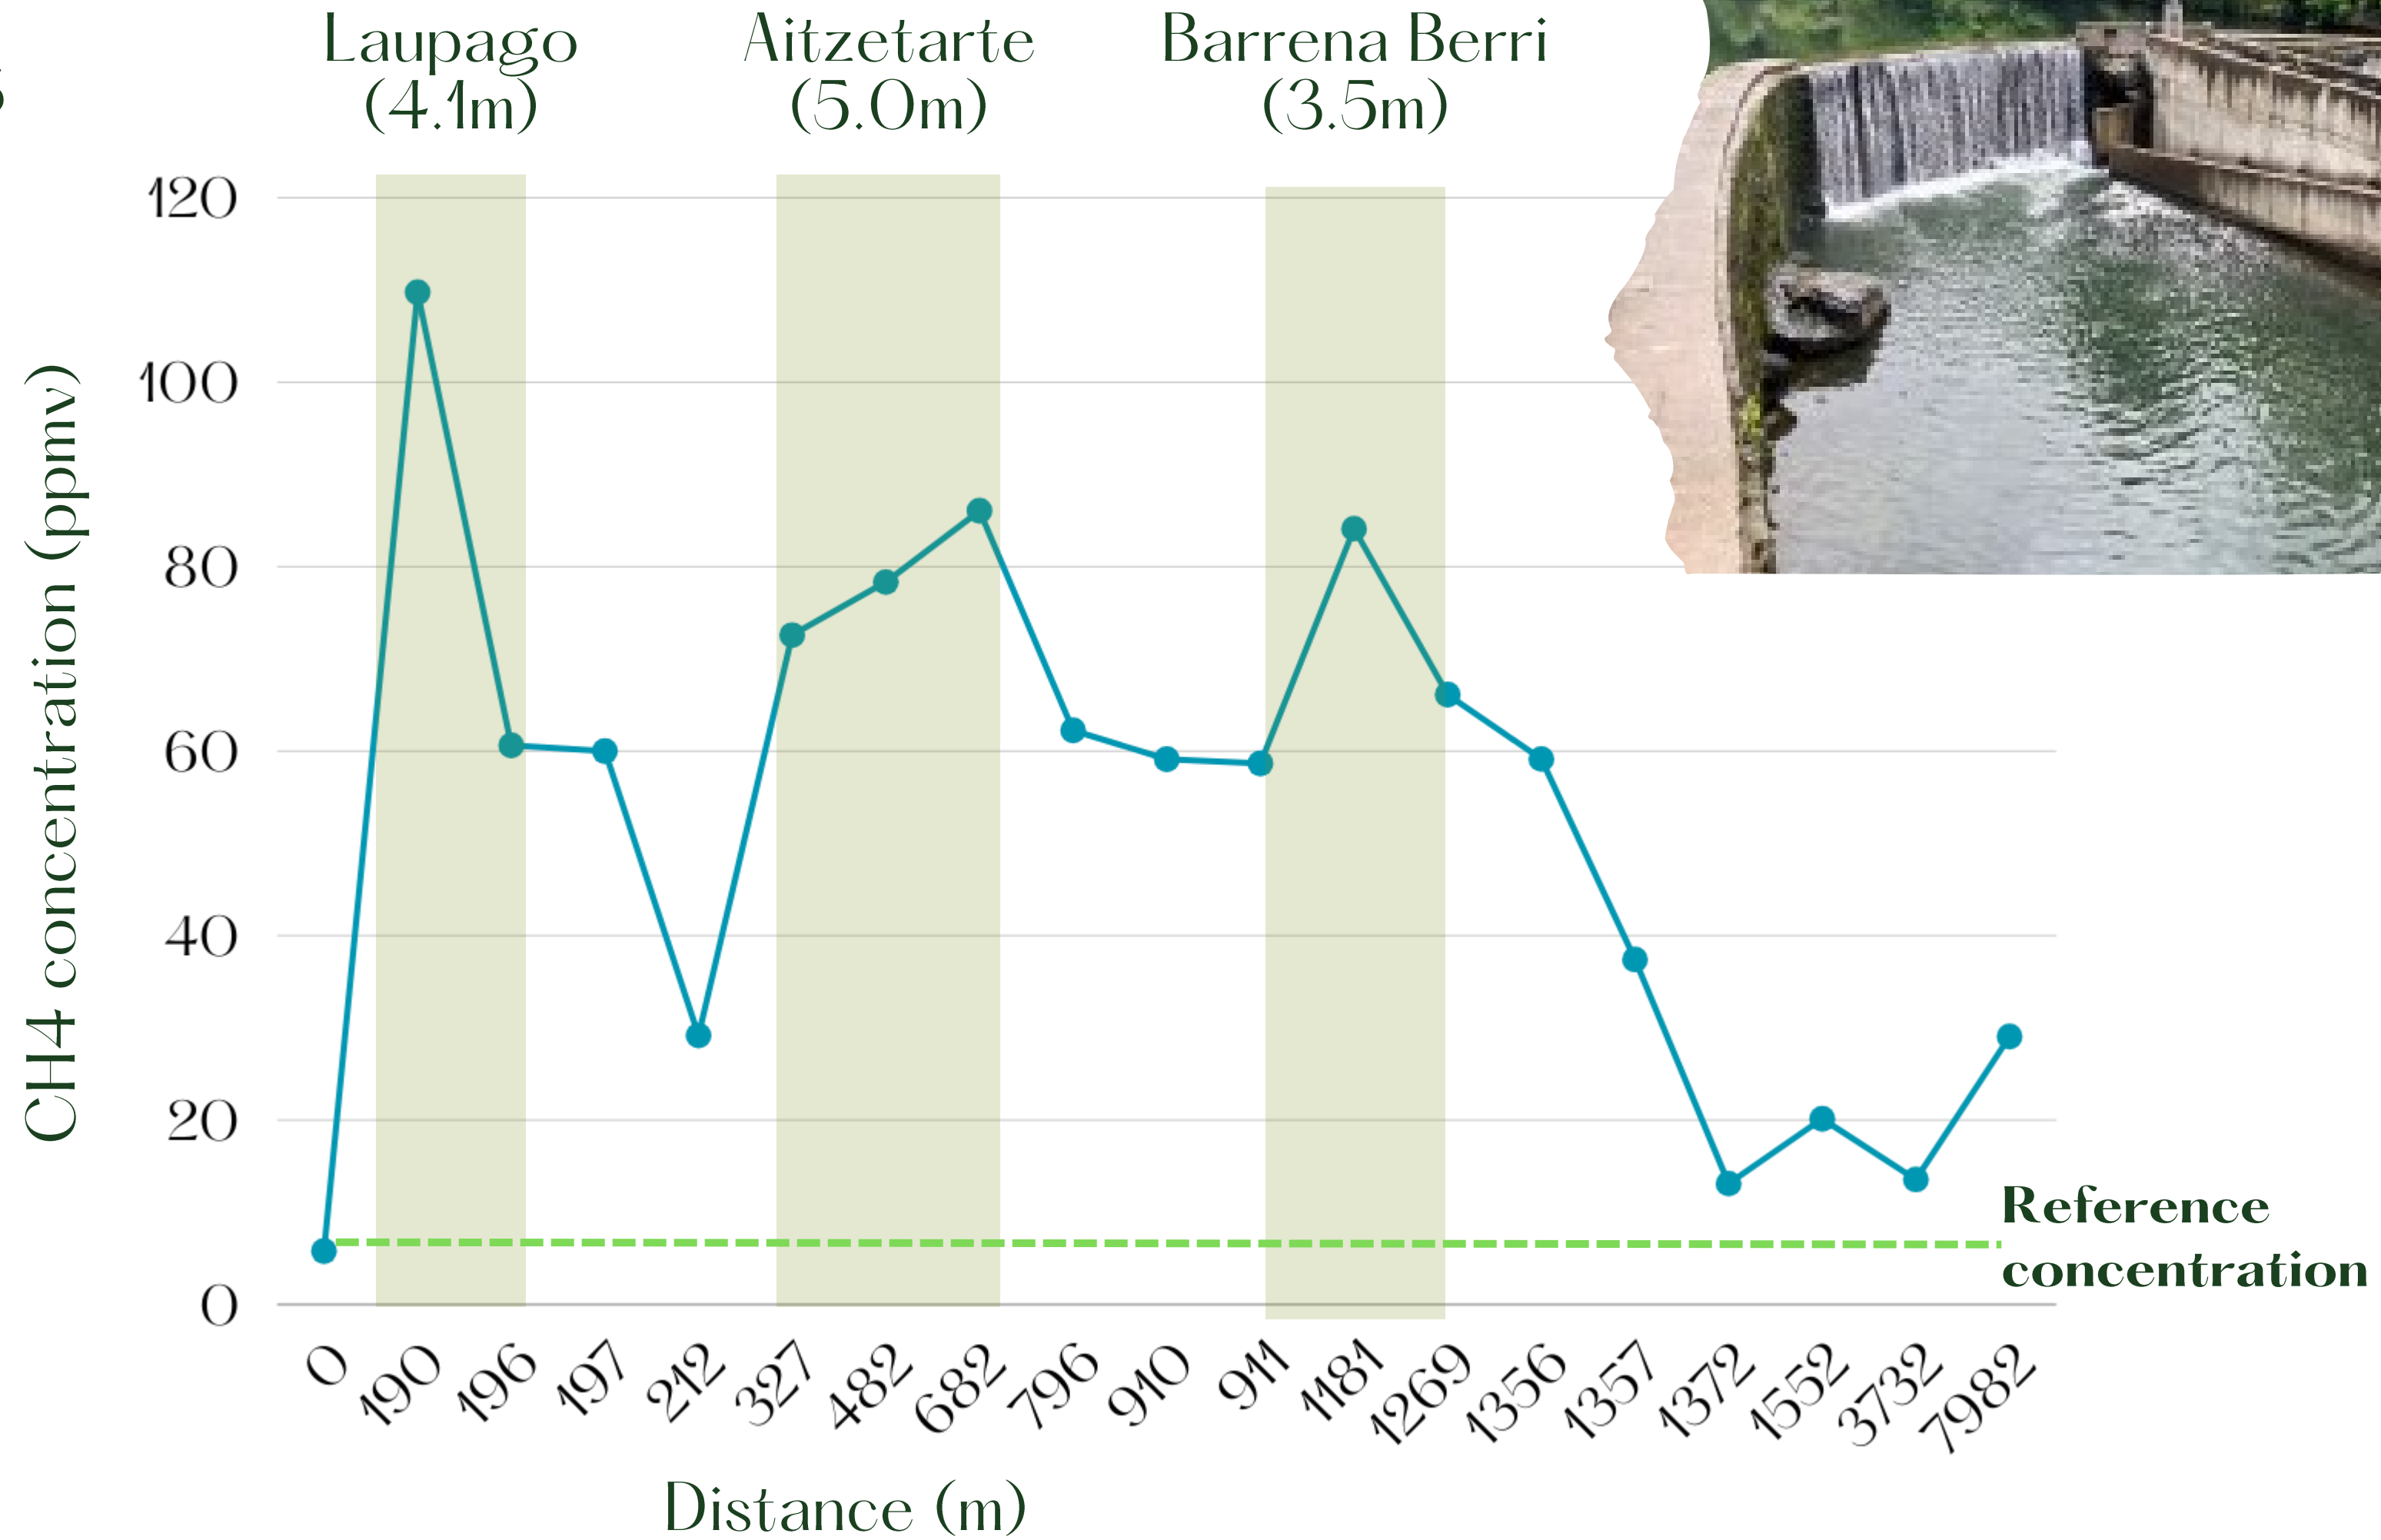 Laupago
(4.1m)
Aitzetarte
(5.0m)
Barrena Berri
(3.5m)
CH4 concentration (ppmv)
120
100
80
60
40
20
0
Reference
concentration
0 190 196 197 212 327 482 682 796 910 911 1181 1269 1356 1357 1372 1552 3732 7982
Distance (m)